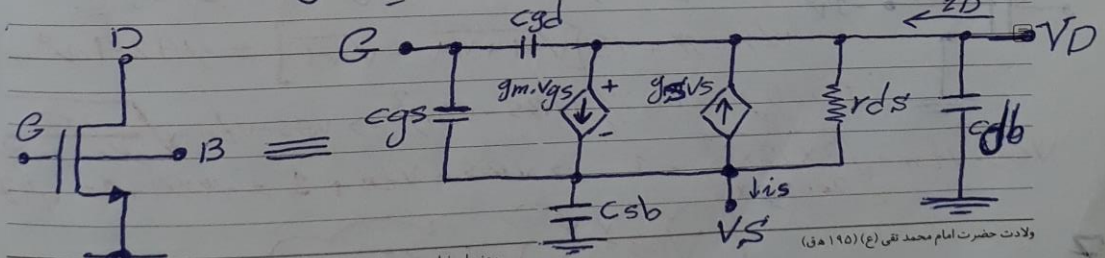 D
G
B
G
cgd
iD
VD
cgs
gm.vgs
+
-
rds
cdb
csb
↓is
VS
ولادت حضرت امام محمد تقی (ع) (۱۹۵ ه‍.ق)